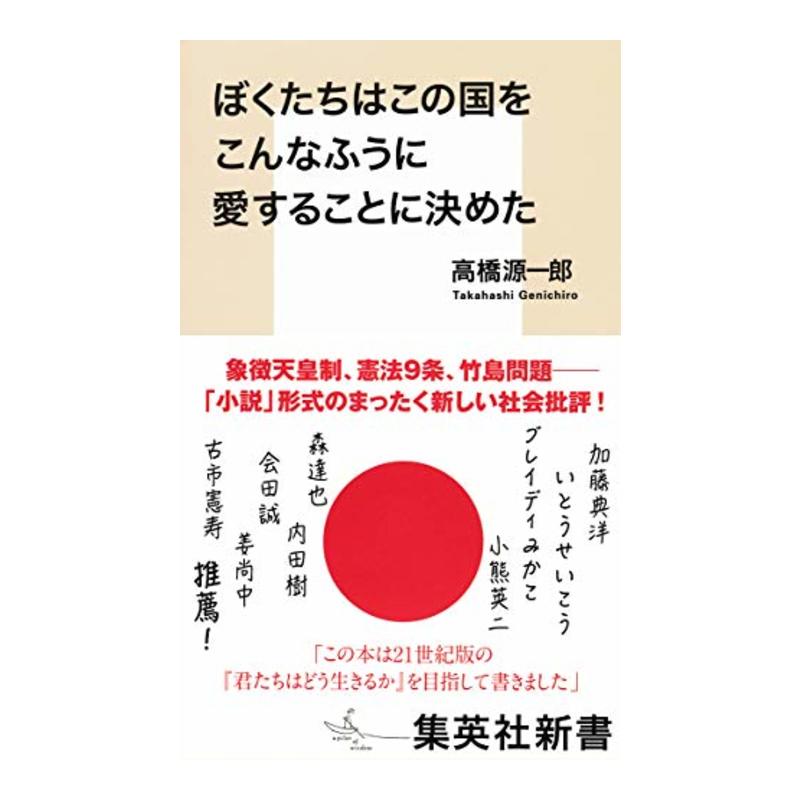 ぼくたちはこの国を
こんなふうに
愛することに決めた
高橋源一郎
Takahashi Genichiro
象徴天皇制、憲法9条、竹島問題――
「小説」形式のまったく新しい社会批評！
加藤典洋
いとうせいこう
ブレイディみかこ
小熊英二
森達也
内田樹
会田誠
姜尚中
古市憲寿
推薦！
「この本は21世紀版の
『君たちはどう生きるか』を目指して書きました」
a pilot of wisdom
集英社新書